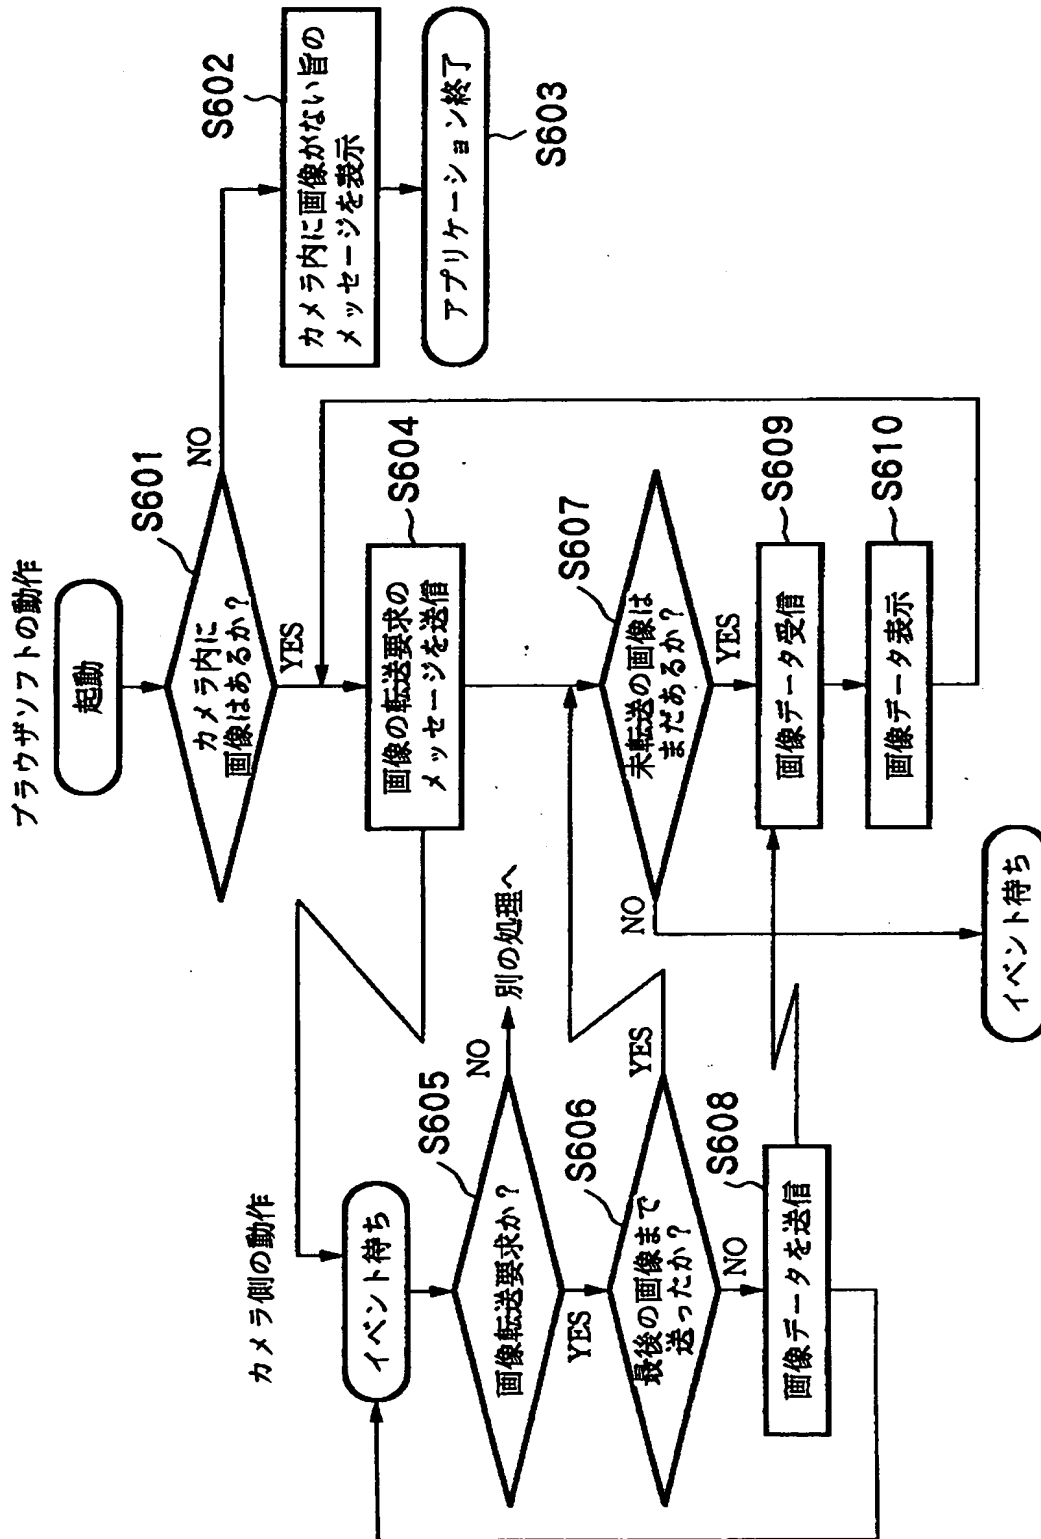 ブラウザソフトの動作
起動
S601
カメラ内に
画像はあるか?
NO
YES
S602
カメラ内に画像がない旨の
メッセージを表示
S603
アプリケーション終了
S604
画像の転送要求の
メッセージを送信
S607
未転送の画像は
まだあるか?
YES
NO
S609
画像データ受信
S610
画像データ表示
イベント待ち
カメラ側の動作
イベント待ち
S605
画像転送要求か?
NO
別の処理へ
YES
S606
最後の画像まで
送ったか?
YES
NO
S608
画像データを送信